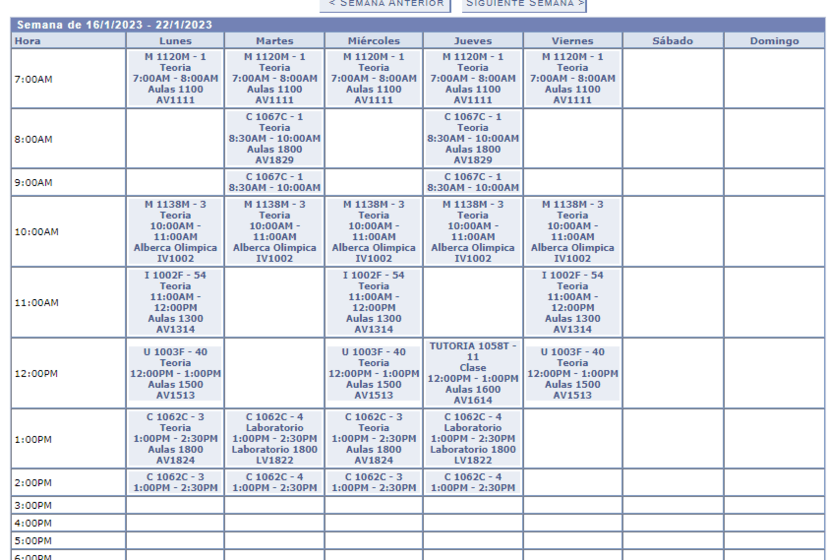 < Semana Anterior Siguiente Semana >
Semana de 16/1/2023 - 22/1/2023
Hora Lunes Martes Miércoles Jueves Viernes Sábado Domingo
7:00AM
M 1120M - 1
Teoria
7:00AM - 8:00AM
Aulas 1100
AV1111
M 1120M - 1
Teoria
7:00AM - 8:00AM
Aulas 1100
AV1111
M 1120M - 1
Teoria
7:00AM - 8:00AM
Aulas 1100
AV1111
M 1120M - 1
Teoria
7:00AM - 8:00AM
Aulas 1100
AV1111
M 1120M - 1
Teoria
7:00AM - 8:00AM
Aulas 1100
AV1111
8:00AM
C 1067C - 1
Teoria
8:30AM - 10:00AM
Aulas 1800
AV1829
C 1067C - 1
Teoria
8:30AM - 10:00AM
Aulas 1800
AV1829
9:00AM
C 1067C - 1
8:30AM - 10:00AM
C 1067C - 1
8:30AM - 10:00AM
10:00AM
M 1138M - 3
Teoria
10:00AM -
11:00AM
Alberca Olimpica
IV1002
M 1138M - 3
Teoria
10:00AM -
11:00AM
Alberca Olimpica
IV1002
M 1138M - 3
Teoria
10:00AM -
11:00AM
Alberca Olimpica
IV1002
M 1138M - 3
Teoria
10:00AM -
11:00AM
Alberca Olimpica
IV1002
M 1138M - 3
Teoria
10:00AM -
11:00AM
Alberca Olimpica
IV1002
11:00AM
I 1002F - 54
Teoria
11:00AM -
12:00PM
Aulas 1300
AV1314
I 1002F - 54
Teoria
11:00AM -
12:00PM
Aulas 1300
AV1314
I 1002F - 54
Teoria
11:00AM -
12:00PM
Aulas 1300
AV1314
12:00PM
U 1003F - 40
Teoria
12:00PM - 1:00PM
Aulas 1500
AV1513
U 1003F - 40
Teoria
12:00PM - 1:00PM
Aulas 1500
AV1513
TUTORIA 1058T -
11
Clase
12:00PM - 1:00PM
Aulas 1600
AV1614
U 1003F - 40
Teoria
12:00PM - 1:00PM
Aulas 1500
AV1513
1:00PM
C 1062C - 3
Teoria
1:00PM - 2:30PM
Aulas 1800
AV1824
C 1062C - 4
Laboratorio
1:00PM - 2:30PM
Laboratorio 1800
LV1822
C 1062C - 3
Teoria
1:00PM - 2:30PM
Aulas 1800
AV1824
C 1062C - 4
Laboratorio
1:00PM - 2:30PM
Laboratorio 1800
LV1822
2:00PM
C 1062C - 3
1:00PM - 2:30PM
C 1062C - 4
1:00PM - 2:30PM
C 1062C - 3
1:00PM - 2:30PM
C 1062C - 4
1:00PM - 2:30PM
3:00PM
4:00PM
5:00PM
6:00PM